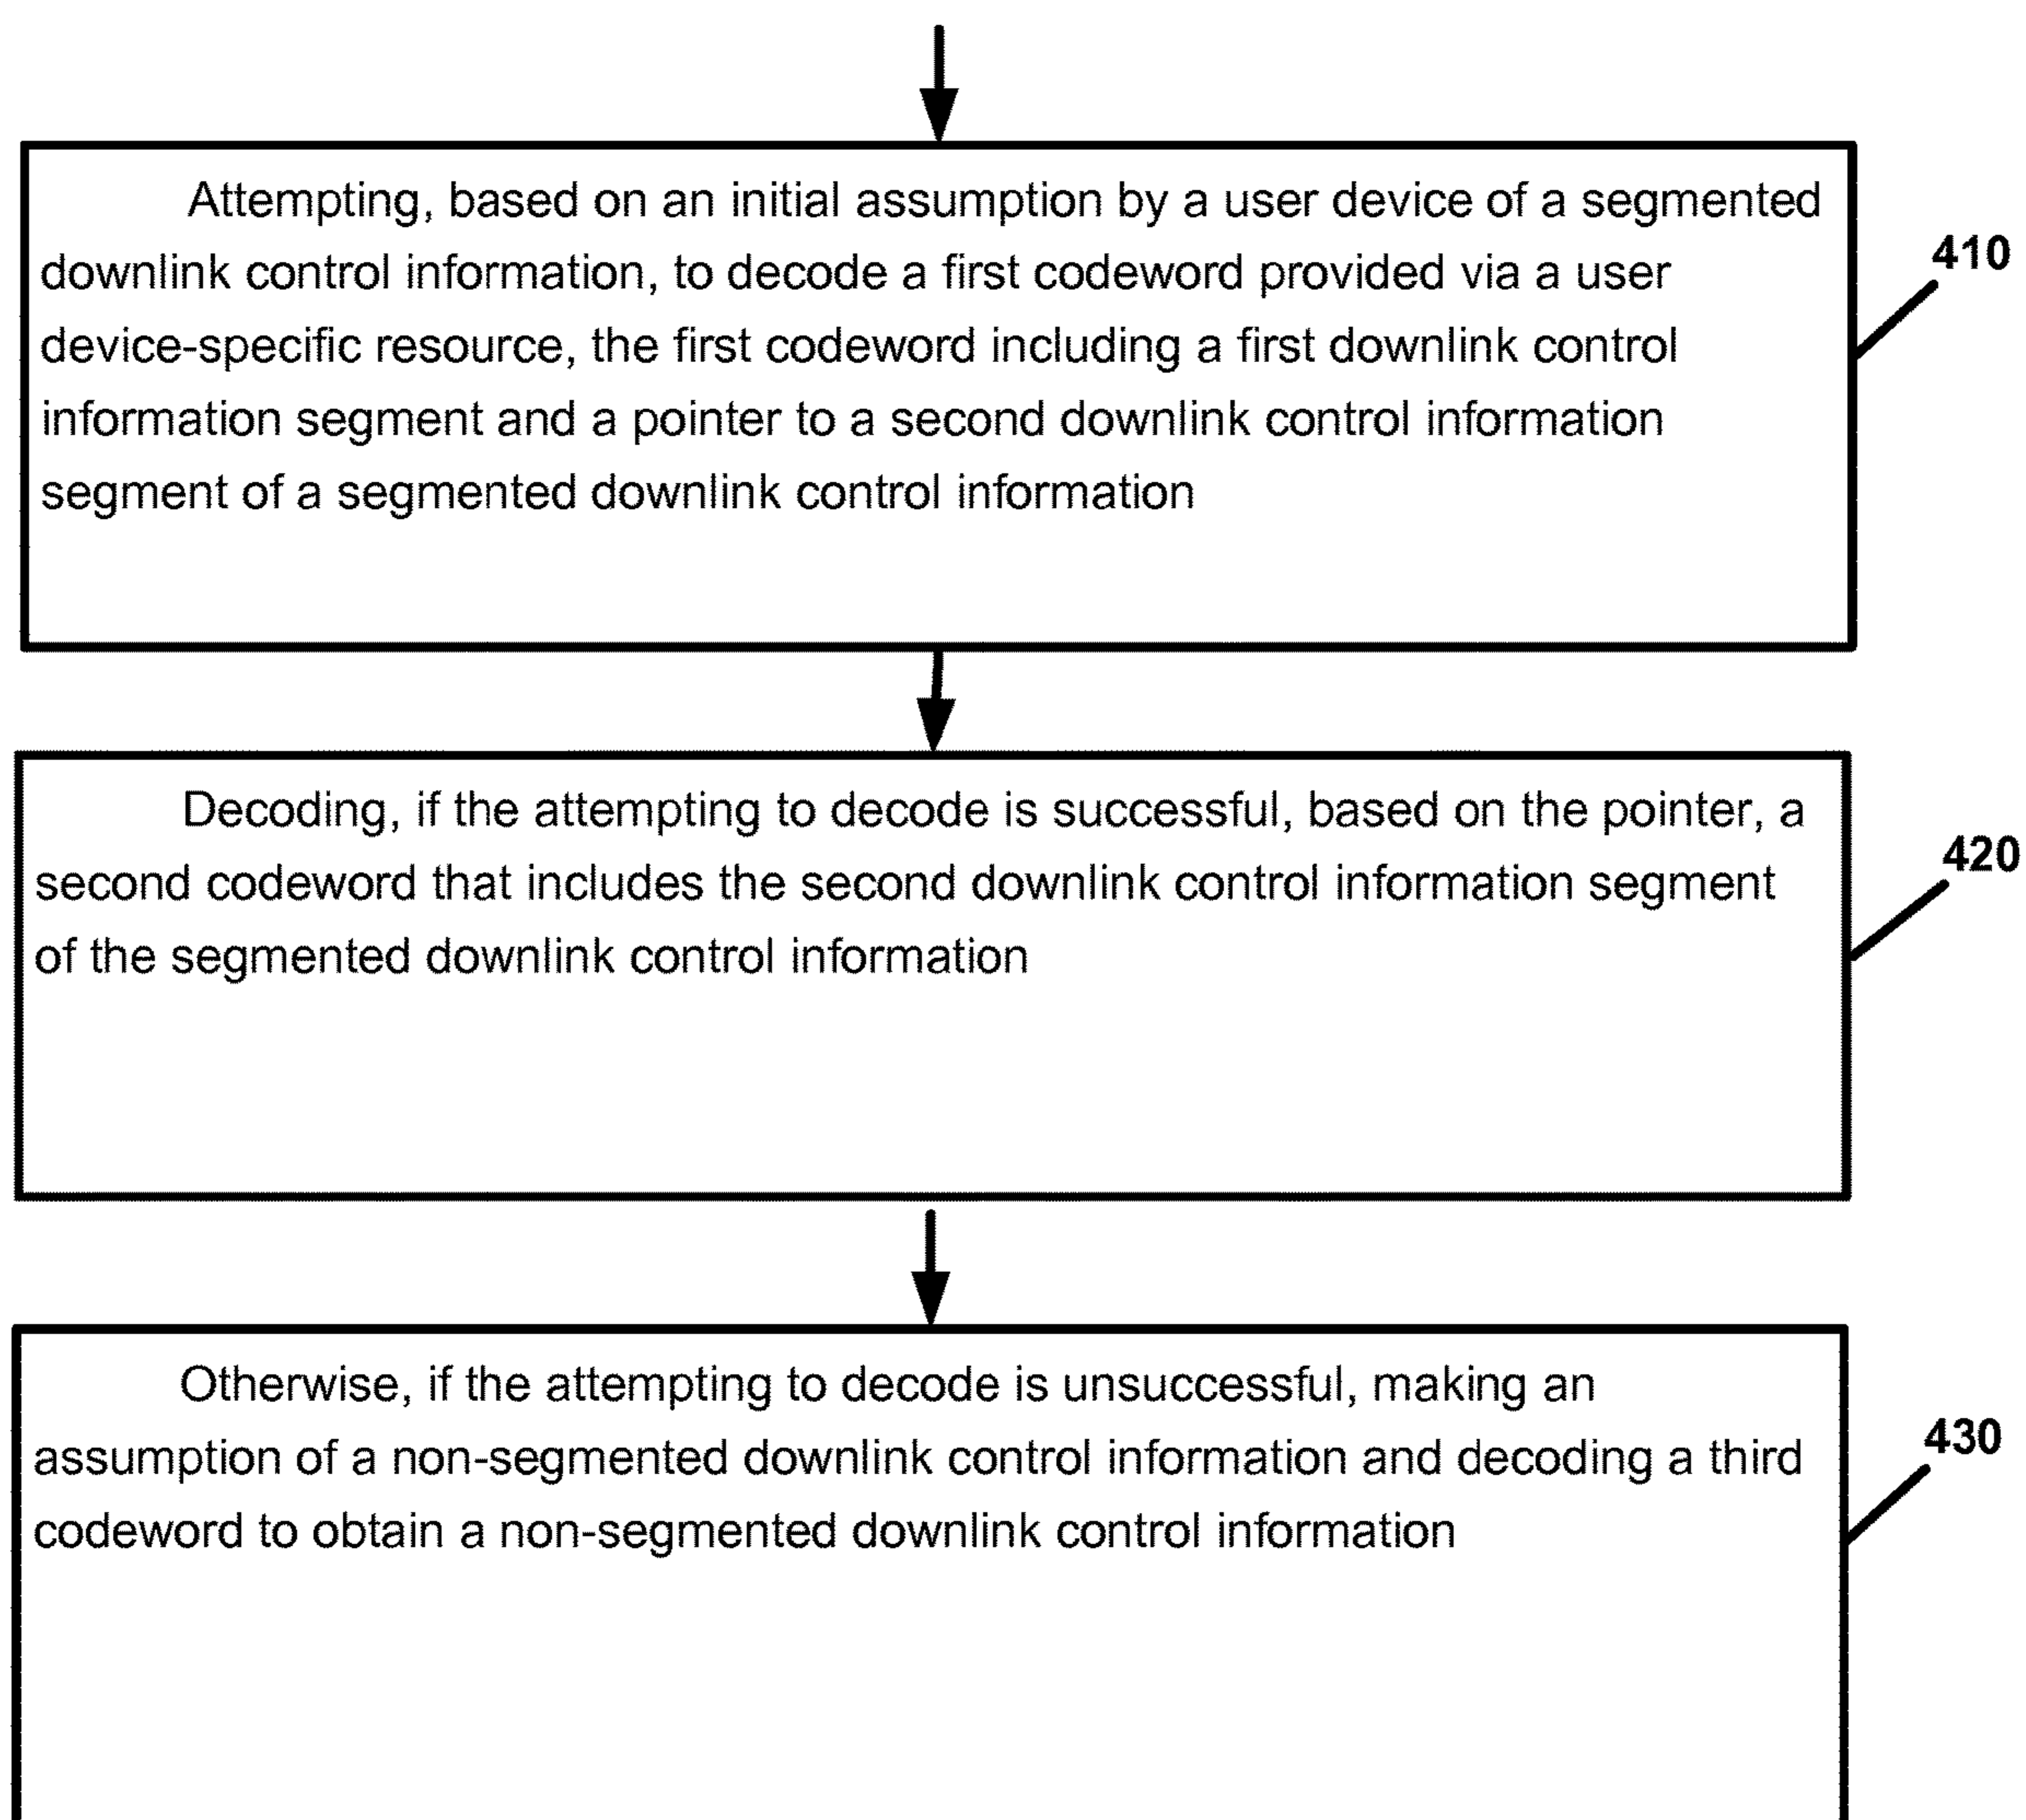 Attempting, based on an initial assumption by a user device of a segmented
downlink control information, to decode a first codeword provided via a user
device-specific resource, the first codeword including a first downlink control
information segment and a pointer to a second downlink control information
segment of a segmented downlink control information
410
Decoding, if the attempting to decode is successful, based on the pointer, a
second codeword that includes the second downlink control information segment
of the segmented downlink control information
420
Otherwise, if the attempting to decode is unsuccessful, making an
assumption of a non-segmented downlink control information and decoding a third
codeword to obtain a non-segmented downlink control information
430